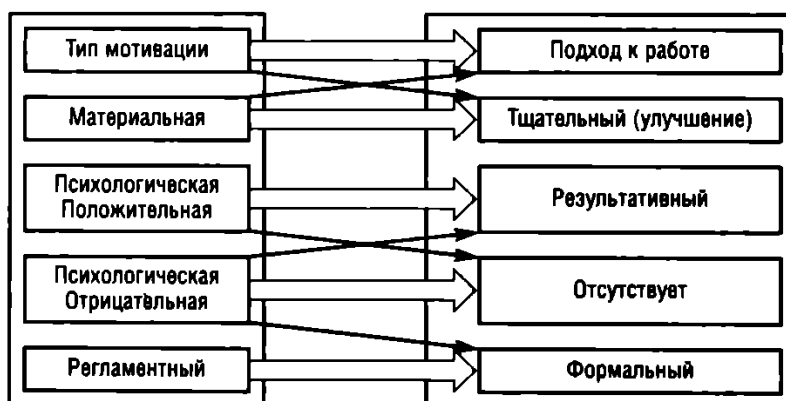 Тип мотивации
Подход к работе
Материальная
Тщательный (улучшение)
Психологическая
Положительная
Результативный
Психологическая
Отрицательная
Отсутствует
Регламентный
Формальный